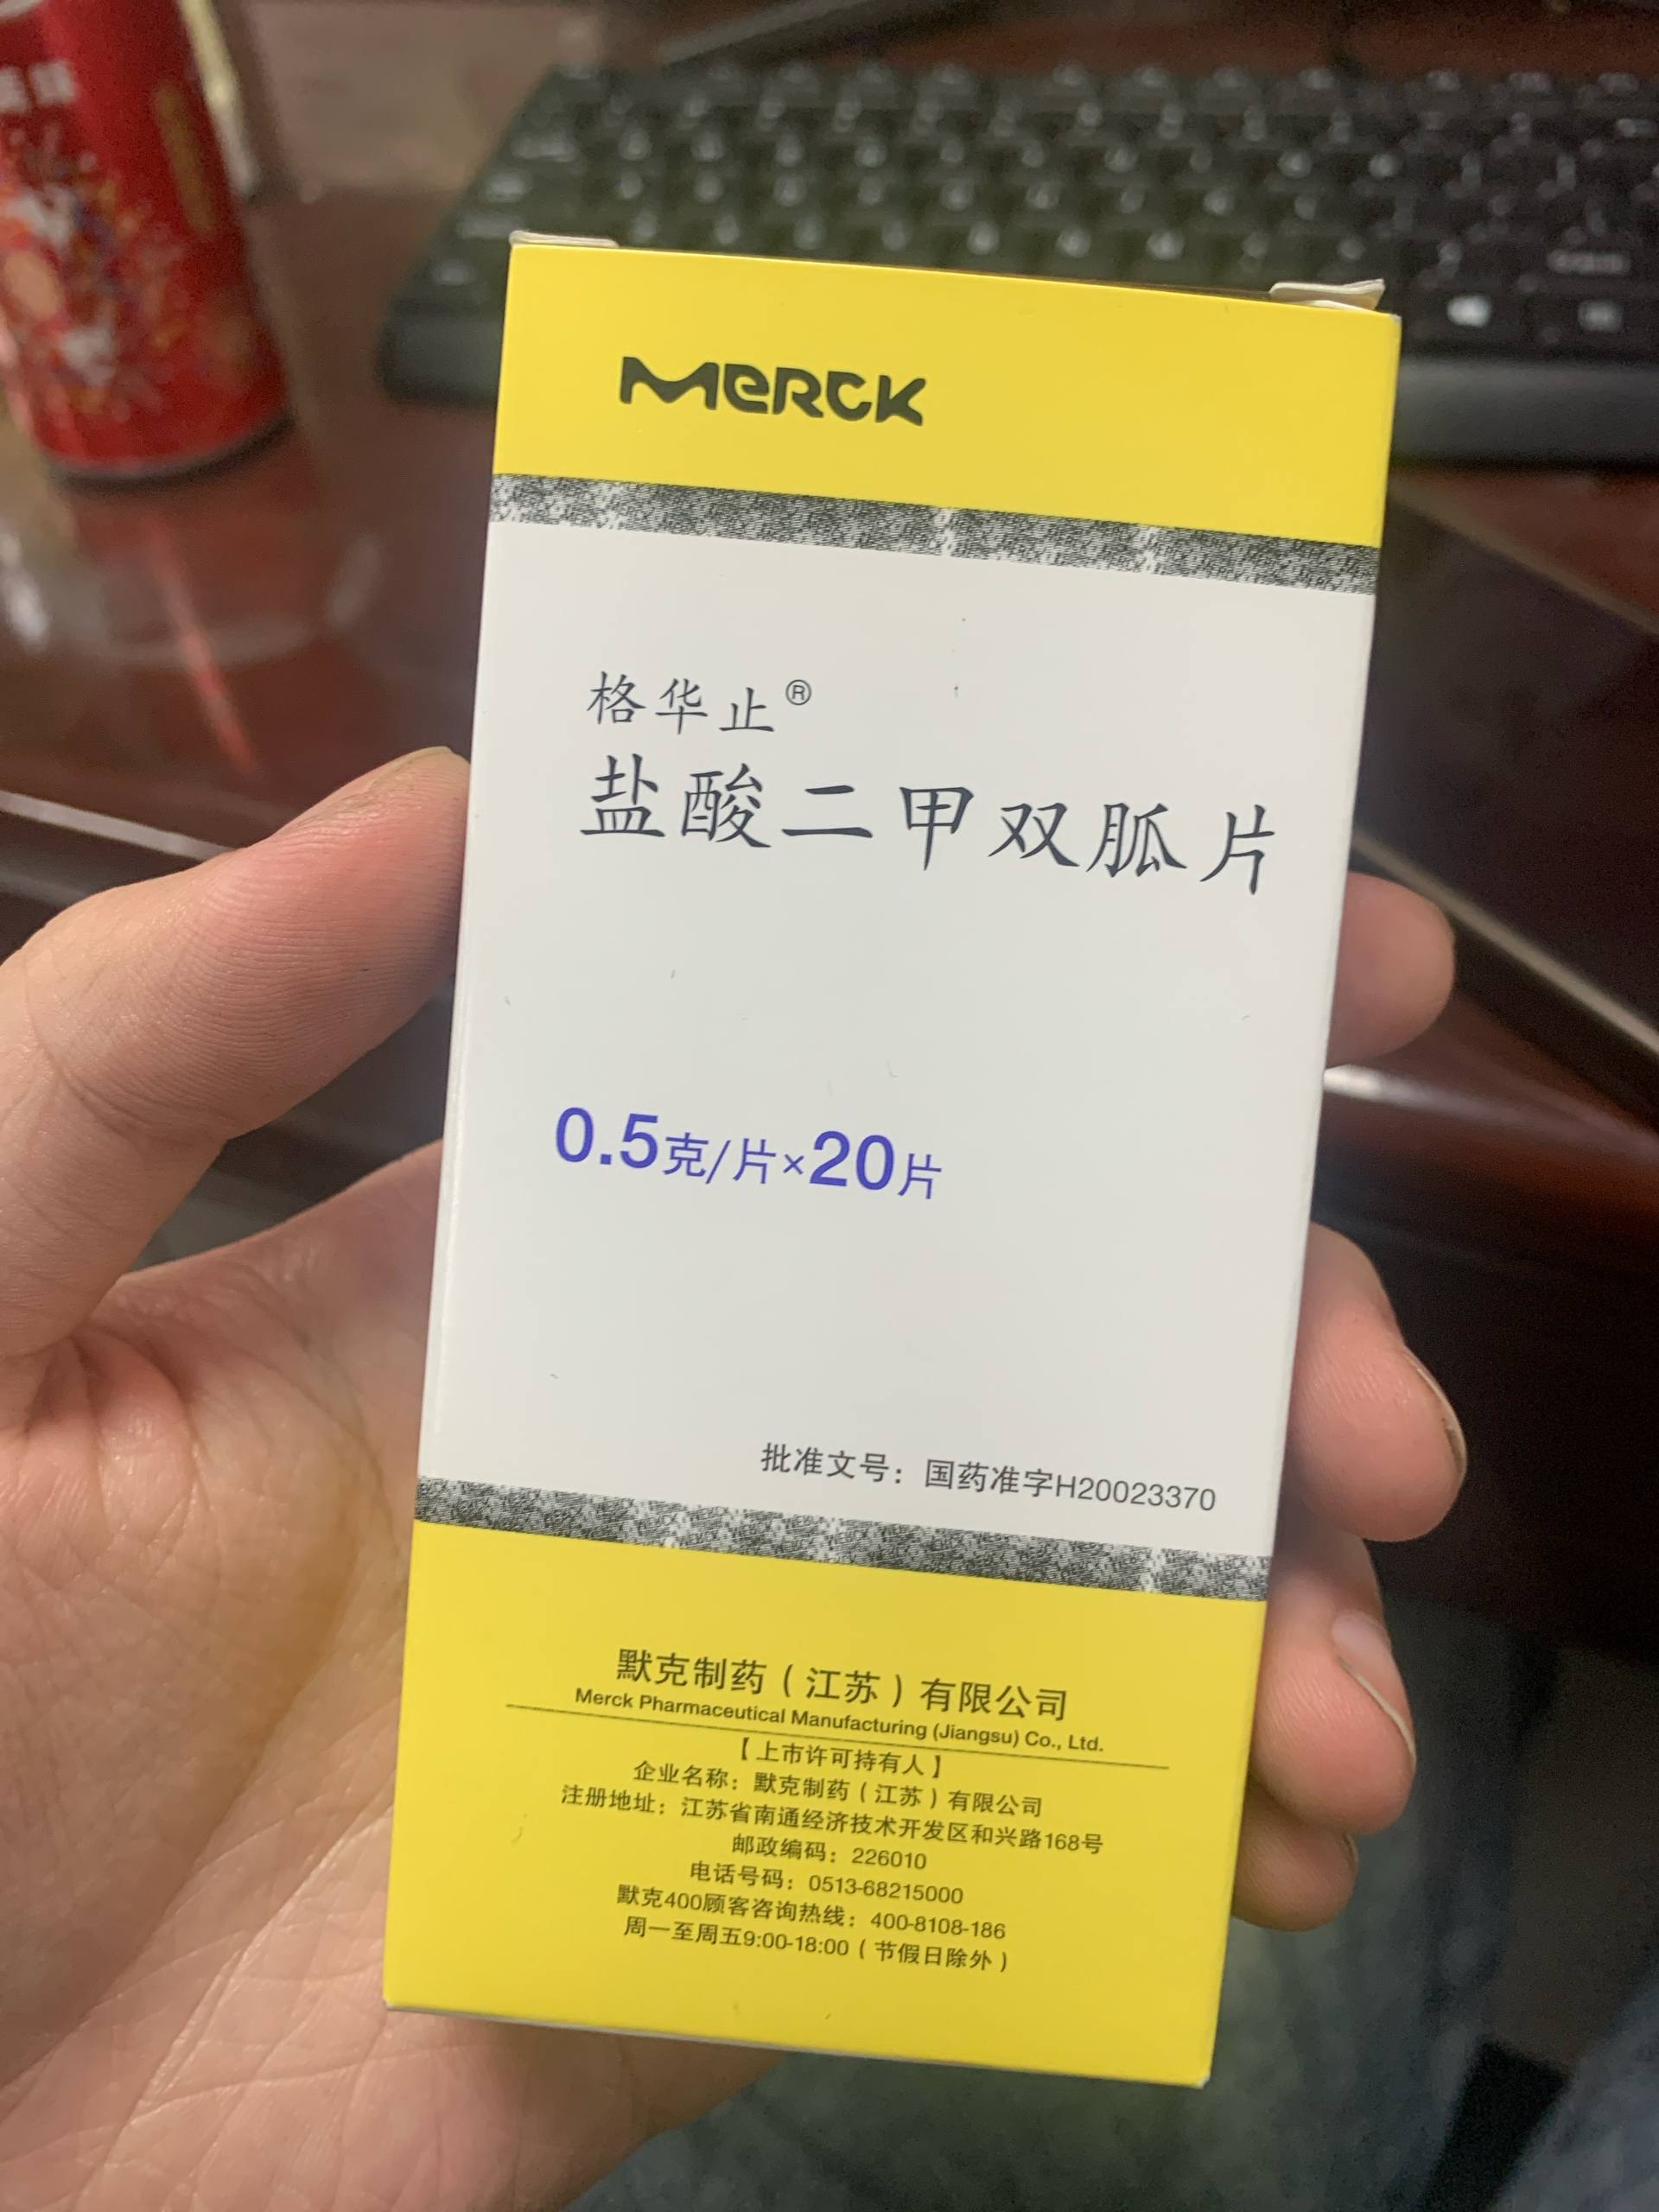 MERCK
格华止®
盐酸二甲双胍片
0.5克/片×20片
批准文号：国药准字H20023370
默克制药（江苏）有限公司
Merck Pharmaceutical Manufacturing (Jiangsu) Co., Ltd.
【上市许可持有人】
企业名称：默克制药（江苏）有限公司
注册地址：江苏省南通经济技术开发区和兴路168号
邮政编码：226010
电话号码：0513-68215000
默克400顾客咨询热线：400-8108-186
周一至周五9:00-18:00（节假日除外）